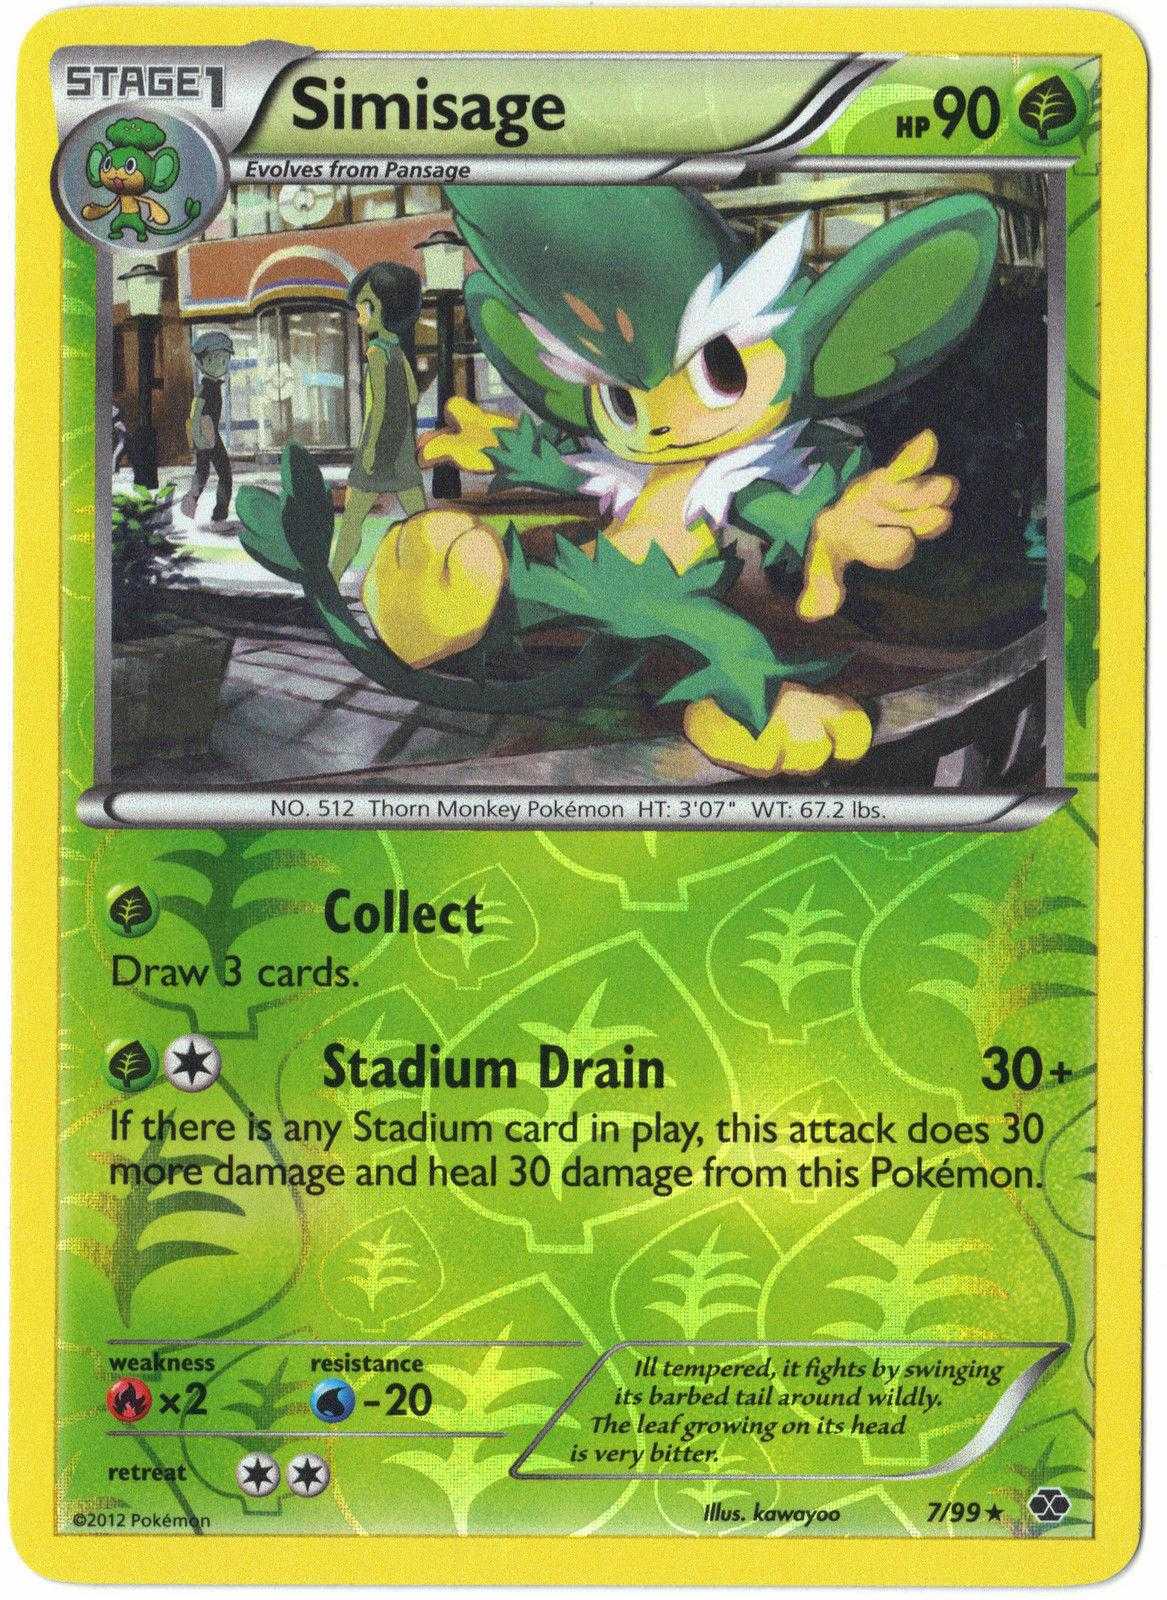 STAGE1
Simisage
HP 90
Evolves from Pansage
NO. 512 Thorn Monkey Pokémon HT: 3'07" WT: 67.2 lbs.
Collect
Draw 3 cards.
Stadium Drain 30+
If there is any Stadium card in play, this attack does 30
more damage and heal 30 damage from this Pokémon.
weakness
×2
resistance
-20
retreat
Ill tempered, it fights by swinging
its barbed tail around wildly.
The leaf growing on its head
is very bitter.
©2012 Pokémon
Illus. kawayoo
7/99 ★